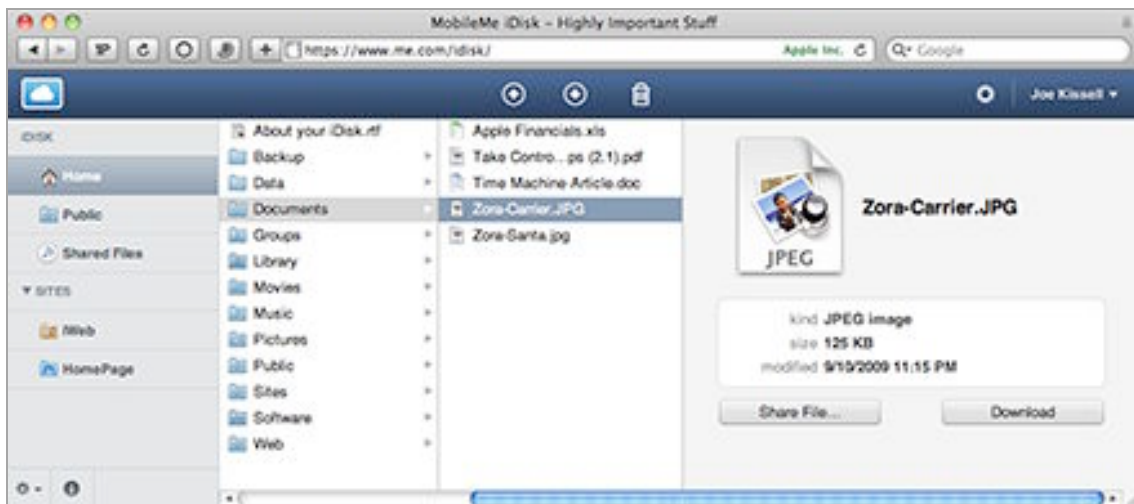 MobileMe iDisk – Highly Important Stuff
https://www.me.com/idisk/
Apple Inc.
Google
Joe Kissell
iDISK
Home
Public
Shared Files
SITES
iWeb
HomePage
About your iDisk.rtf
Backup
Data
Documents
Groups
Library
Movies
Music
Pictures
Public
Sites
Software
Web
Apple Financials.xls
Take Contro...ps (2.1).pdf
Time Machine Article.doc
Zora-Carrier.JPG
Zora-Santa.jpg
JPEG
Zora-Carrier.JPG
kind JPEG image
size 125 KB
modified 9/10/2009 11:15 PM
Share File...
Download